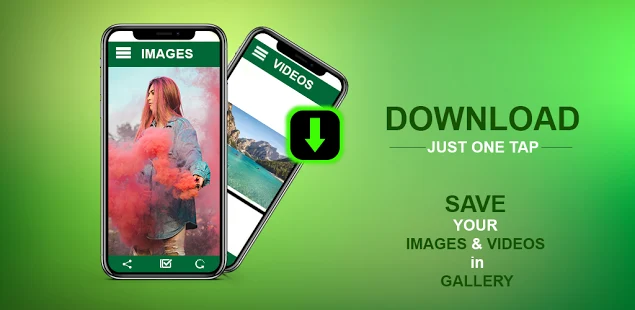 IMAGES
VIDEOS
DOWNLOAD
JUST ONE TAP
SAVE
YOUR
IMAGES & VIDEOS
in
GALLERY